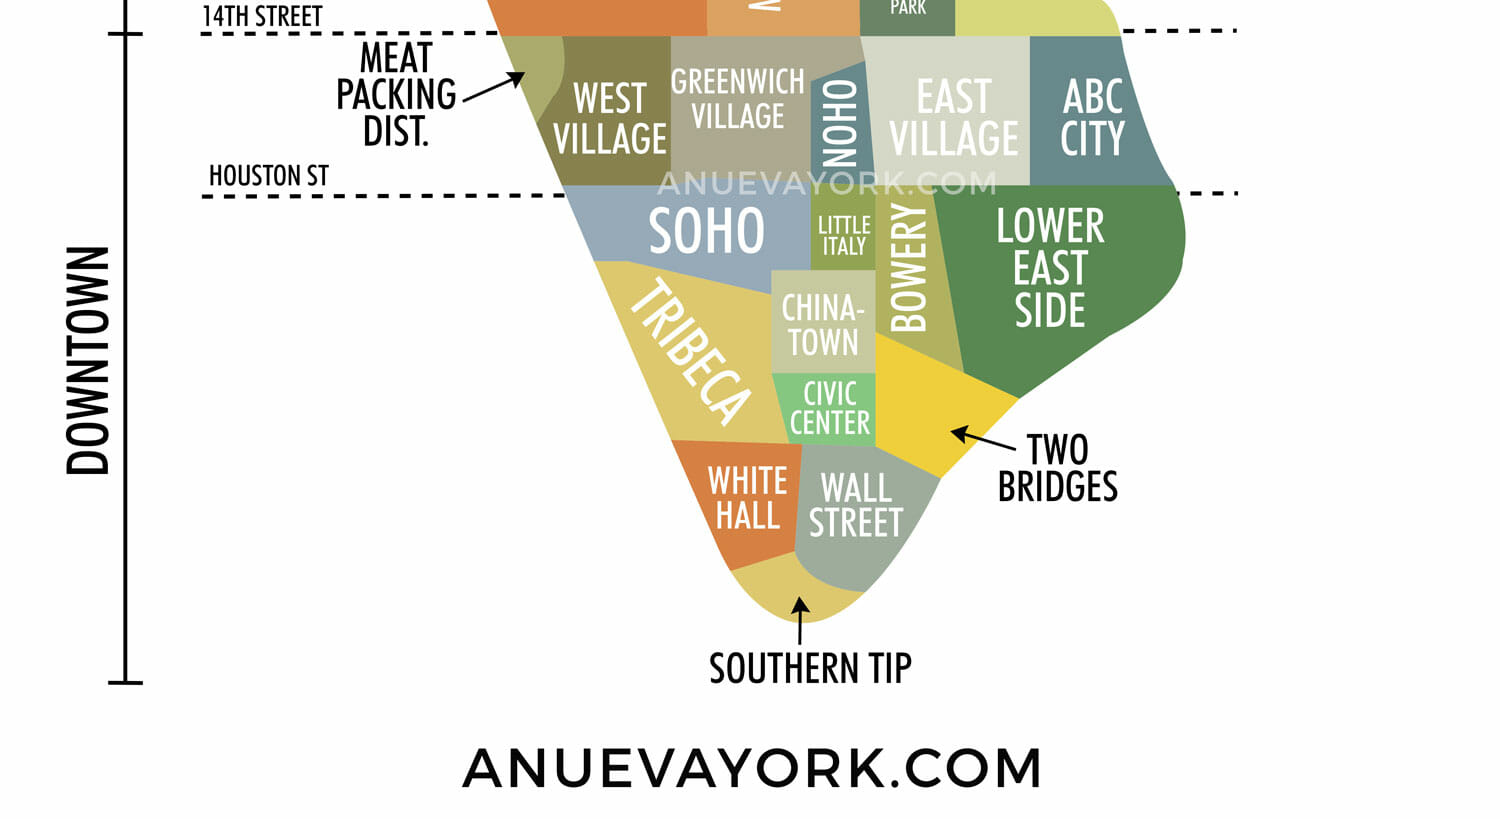 14TH STREET
PARK
MEAT
PACKING
DIST.
WEST
VILLAGE
GREENWICH
VILLAGE
NOHO
EAST
VILLAGE
ABC
CITY
HOUSTON ST
ANUEVAYORK.COM
SOHO
LITTLE
ITALY
BOWERY
LOWER
EAST
SIDE
DOWNTOWN
TRIBECA
CHINA-
TOWN
CIVIC
CENTER
TWO
BRIDGES
WHITE
HALL
WALL
STREET
SOUTHERN TIP
ANUEVAYORK.COM